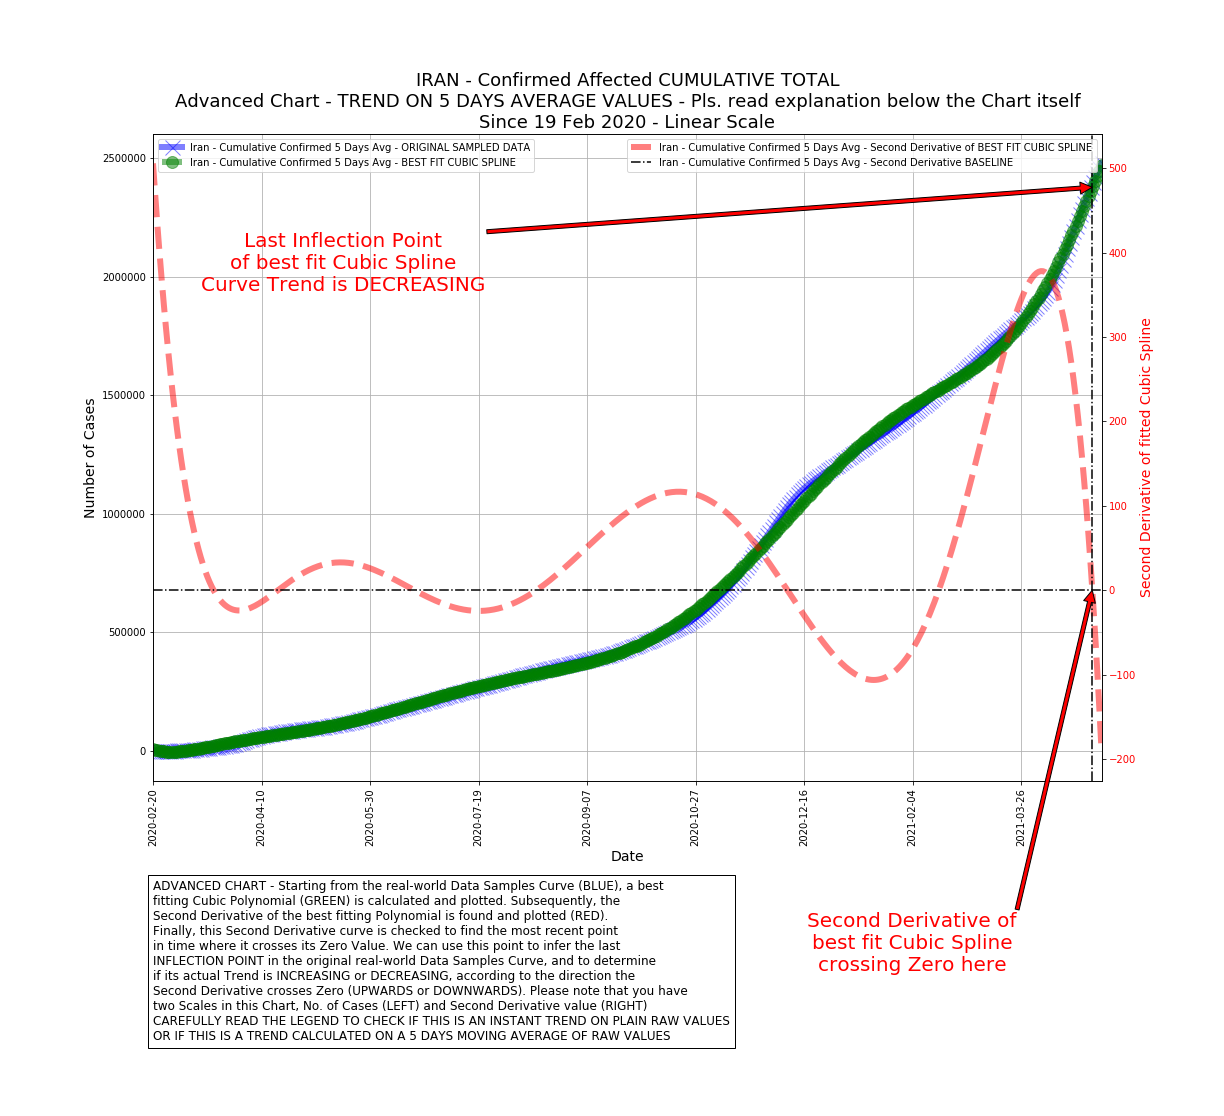 IRAN - Confirmed Affected CUMULATIVE TOTAL
Advanced Chart - TREND ON 5 DAYS AVERAGE VALUES - Pls. read explanation below the Chart itself
Since 19 Feb 2020 - Linear Scale
Iran - Cumulative Confirmed 5 Days Avg - ORIGINAL SAMPLED DATA
Iran - Cumulative Confirmed 5 Days Avg - BEST FIT CUBIC SPLINE
Iran - Cumulative Confirmed 5 Days Avg - Second Derivative of BEST FIT CUBIC SPLINE
Iran - Cumulative Confirmed 5 Days Avg - Second Derivative BASELINE
Last Inflection Point
of best fit Cubic Spline
Curve Trend is DECREASING
Number of Cases
2500000
2000000
1500000
1000000
500000
0
500
400
300
200
100
0
−100
−200
Second Derivative of fitted Cubic Spline
2020-02-20
2020-04-10
2020-05-30
2020-07-19
2020-09-07
2020-10-27
2020-12-16
2021-02-04
2021-03-26
Date
ADVANCED CHART - Starting from the real-world Data Samples Curve (BLUE), a best
fitting Cubic Polynomial (GREEN) is calculated and plotted. Subsequently, the
Second Derivative of the best fitting Polynomial is found and plotted (RED).
Finally, this Second Derivative curve is checked to find the most recent point
in time where it crosses its Zero Value. We can use this point to infer the last
INFLECTION POINT in the original real-world Data Samples Curve, and to determine
if its actual Trend is INCREASING or DECREASING, according to the direction the
Second Derivative crosses Zero (UPWARDS or DOWNWARDS). Please note that you have
two Scales in this Chart, No. of Cases (LEFT) and Second Derivative value (RIGHT)
CAREFULLY READ THE LEGEND TO CHECK IF THIS IS AN INSTANT TREND ON PLAIN RAW VALUES
OR IF THIS IS A TREND CALCULATED ON A 5 DAYS MOVING AVERAGE OF RAW VALUES
Second Derivative of
best fit Cubic Spline
crossing Zero here